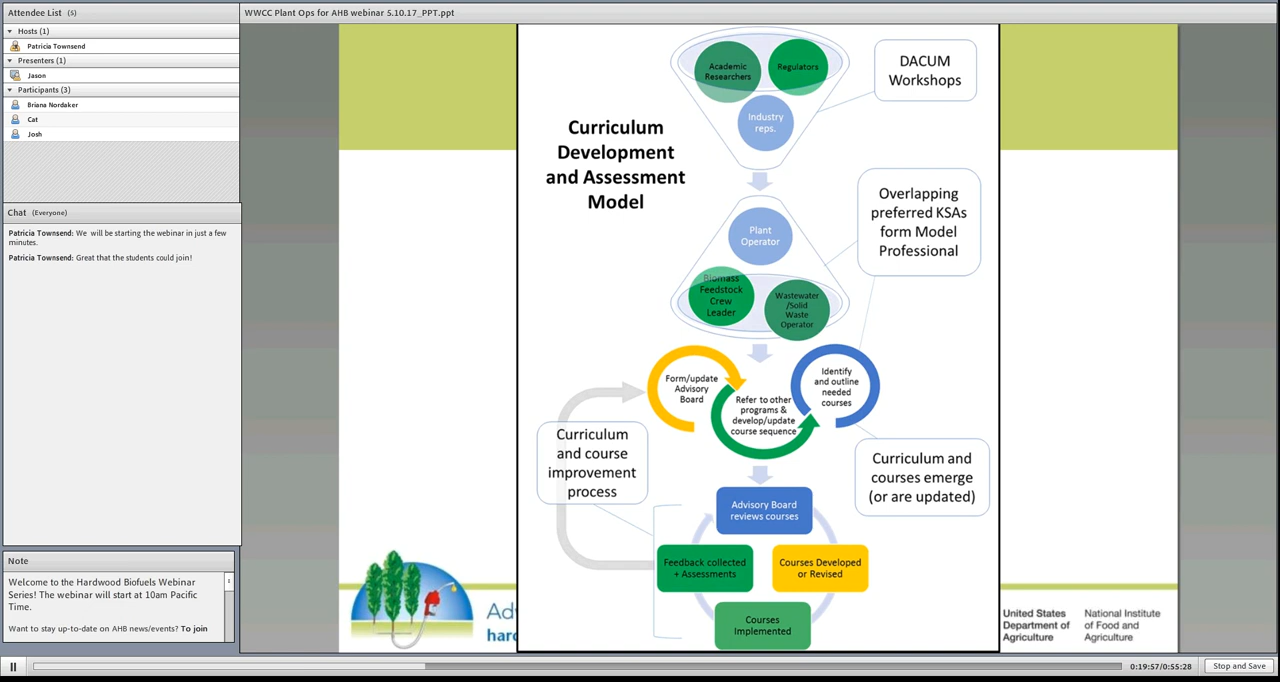 Attendee List (5)
WWCC Plant Ops for AHB webinar 5.10.17_PPT.ppt
Hosts (1)
Patricia Townsend
Presenters (1)
Jason
Participants (3)
Briana Nordaker
Cat
Josh
Chat (Everyone)
Patricia Townsend: We will be starting the webinar in just a few
minutes.
Patricia Townsend: Great that the students could join!
Note
Welcome to the Hardwood Biofuels Webinar
Series! The webinar will start at 10am Pacific
Time.
Want to stay up-to-date on AHB news/events? To join
Curriculum
Development
and Assessment
Model
Academic
Researchers
Regulators
Industry
reps.
DACUM
Workshops
Plant
Operator
Biomass
Feedstock
Crew
Leader
Wastewater
/Solid
Waste
Operator
Overlapping
preferred KSAs
form Model
Professional
Form/update
Advisory
Board
Refer to other
programs &
develop/update
course sequence
Identify
and outline
needed
courses
Curriculum
and course
improvement
process
Curriculum and
courses emerge
(or are updated)
Advisory Board
reviews courses
Feedback collected
+ Assessments
Courses Developed
or Revised
Courses
Implemented
Ad
hard
United States
Department of
Agriculture
National Institute
of Food and
Agriculture
0:19:57/0:55:28
Stop and Save